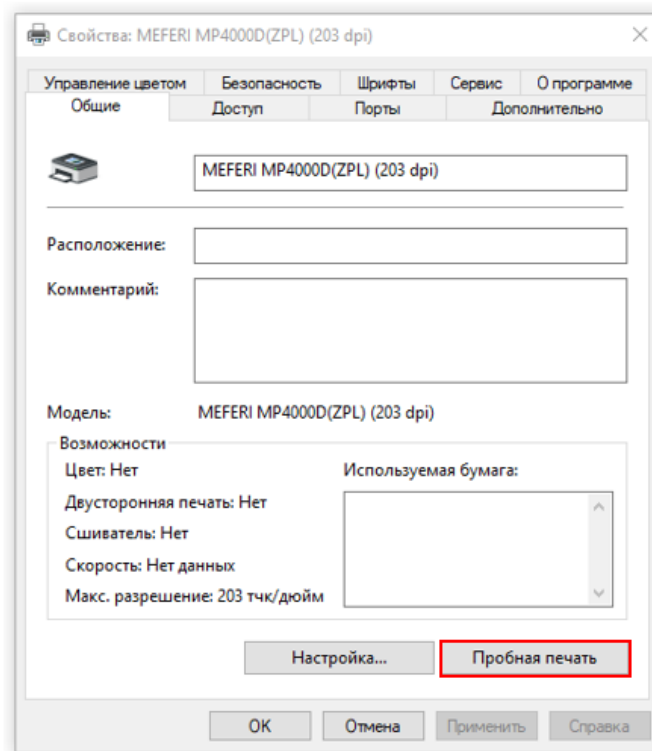 Свойства: MEFERI MP4000D(ZPL) (203 dpi)
Управление цветом Безопасность Шрифты Сервис О программе
Общие Доступ Порты Дополнительно
MEFERI MP4000D(ZPL) (203 dpi)
Расположение:
Комментарий:
Модель: MEFERI MP4000D(ZPL) (203 dpi)
Возможности
Цвет: Нет Используемая бумага:
Двусторонняя печать: Нет
Сшиватель: Нет
Скорость: Нет данных
Макс. разрешение: 203 тчк/дюйм
Настройка... Пробная печать
OK Отмена Применить Справка